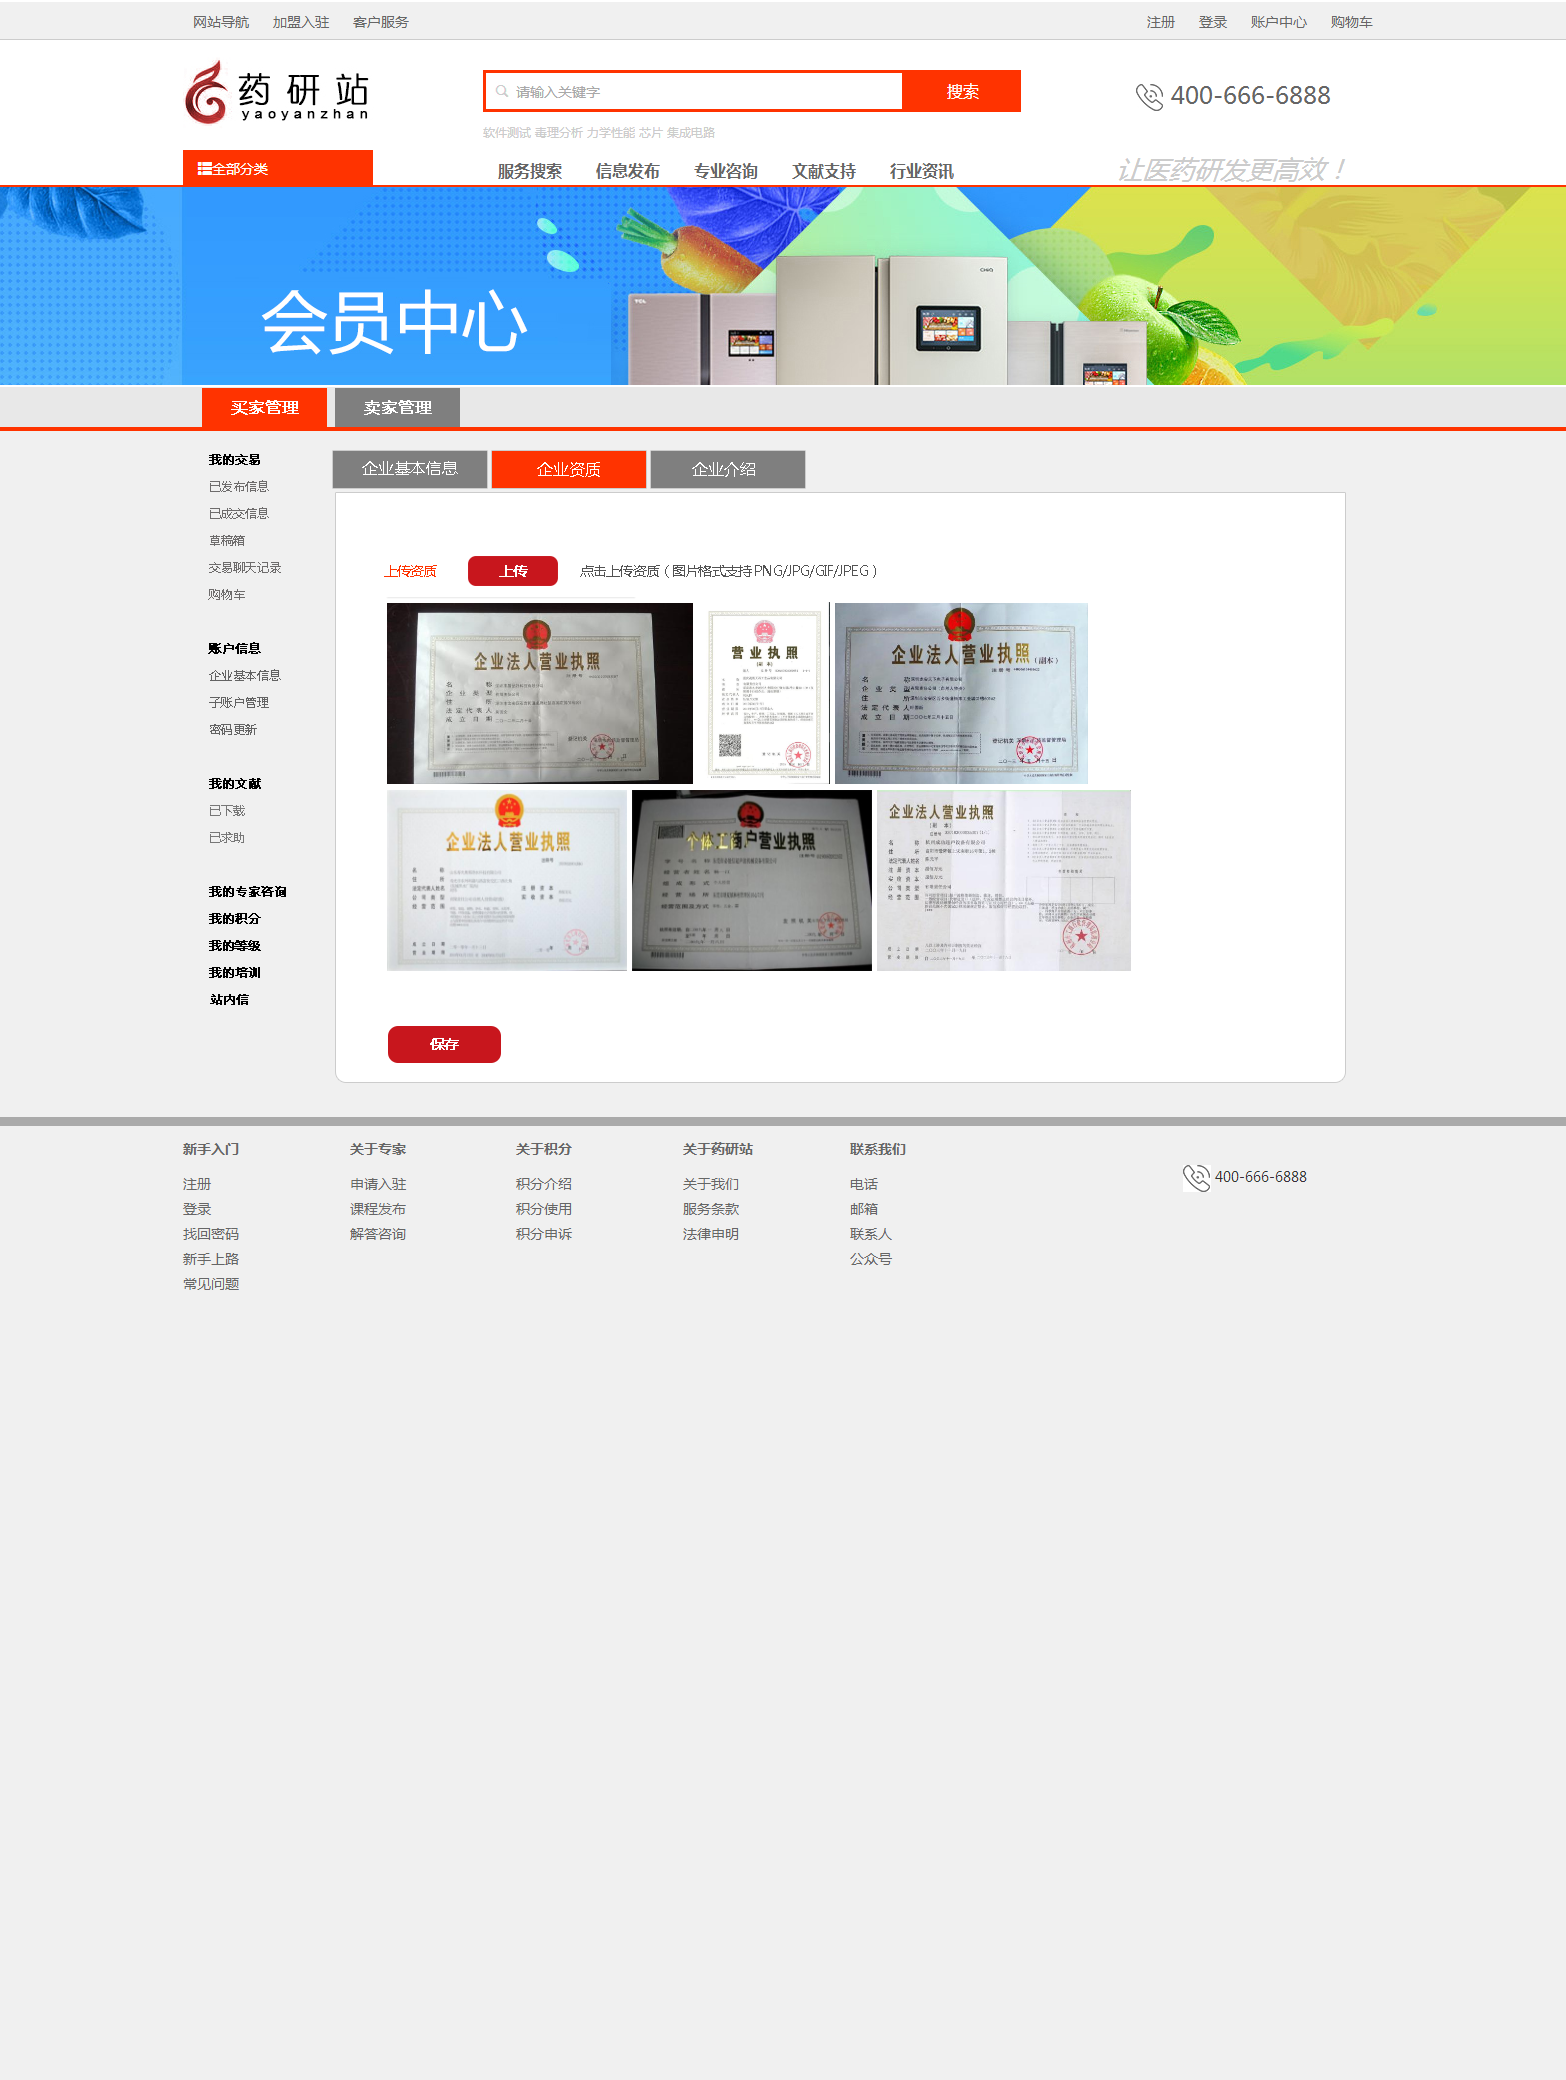 网站导航 加盟入驻 客户服务 注册 登录 账户中心 购物车
药研站
yaoyanzhan
请输入关键字 搜索
400-666-6888
软件测试 毒理分析 力学性能 芯片 集成电路
全部分类 服务搜索 信息发布 专业咨询 文献支持 行业资讯 让医药研发更高效！
会员中心
TCL
CHiQ
买家管理 卖家管理
我的交易
已发布信息
已成交信息
草稿箱
交易聊天记录
购物车
账户信息
企业基本信息
子账户管理
密码更新
我的文献
已下载
已求助
我的专家咨询
我的积分
我的等级
我的培训
站内信
企业基本信息 企业资质 企业介绍
上传资质 上传 点击上传资质（图片格式支持PNG/JPG/GIF/JPEG）
企业法人营业执照
营业执照
企业法人营业执照（副本）
企业法人营业执照
个体工商户营业执照
企业法人营业执照
保存
新手入门
注册
登录
找回密码
新手上路
常见问题
关于专家
申请入驻
课程发布
解答咨询
关于积分
积分介绍
积分使用
积分申诉
关于药研站
关于我们
服务条款
法律申明
联系我们
电话
邮箱
联系人
公众号
400-666-6888